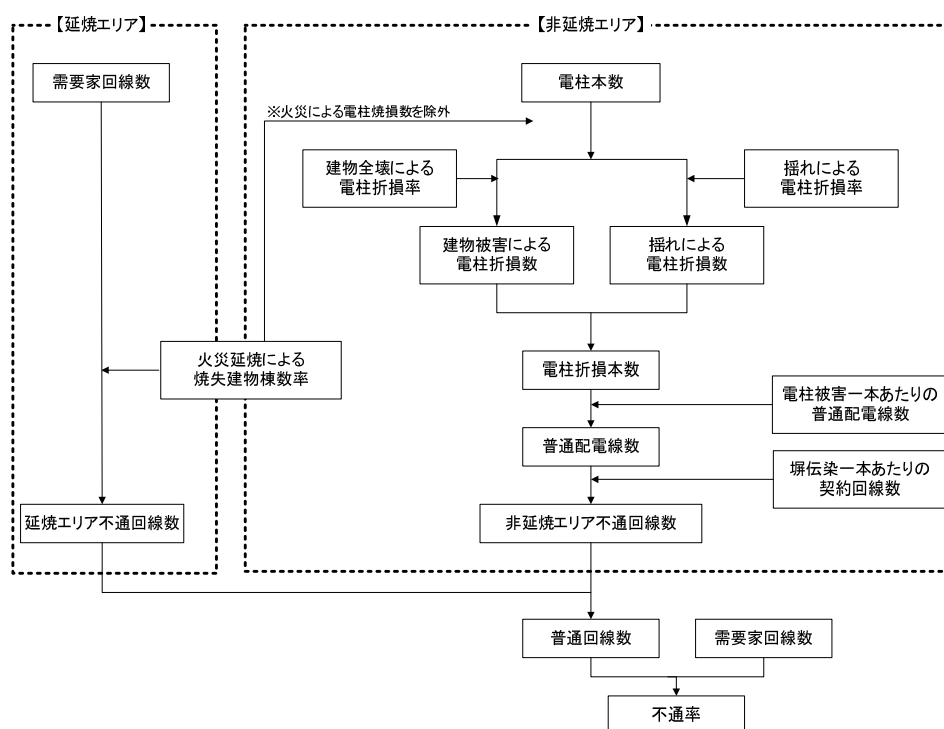 【延焼エリア】
需要家回線数
火災延焼による
焼失建物棟数率
延焼エリア不通回線数
【非延焼エリア】
電柱本数
※火災による電柱焼損数を除外
建物全壊による
電柱折損率
揺れによる
電柱折損率
建物被害による
電柱折損数
揺れによる
電柱折損数
電柱折損本数
電柱被害一本あたりの
普通配電線数
普通配電線数
塀伝染一本あたりの
契約回線数
非延焼エリア不通回線数
普通回線数
需要家回線数
不通率